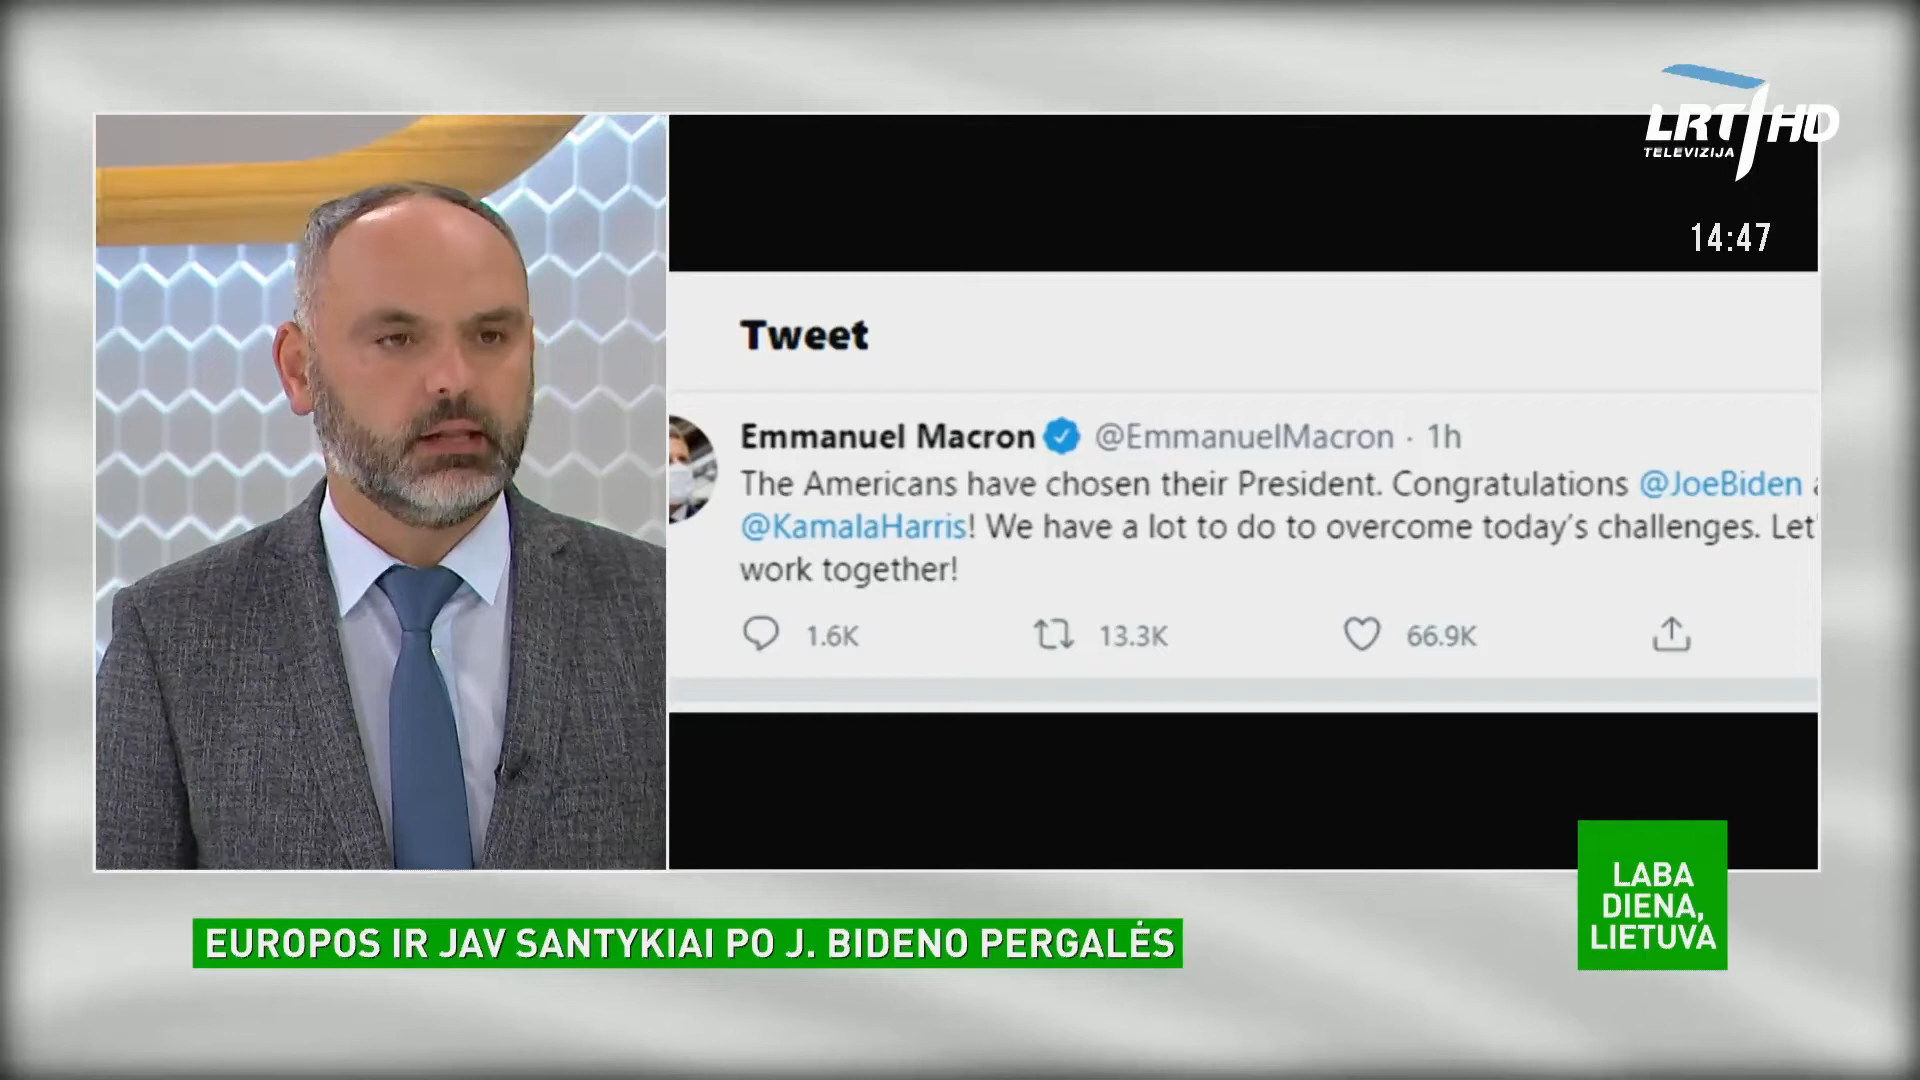 LRT HD
TELEVIZIJA
14:47
Tweet
Emmanuel Macron @EmmanuelMacron · 1h
The Americans have chosen their President. Congratulations @JoeBiden
@KamalaHarris! We have a lot to do to overcome today's challenges. Let'
work together!
1.6K 13.3K 66.9K
LABA
DIENA,
LIETUVA
EUROPOS IR JAV SANTYKIAI PO J. BIDENO PERGALĖS